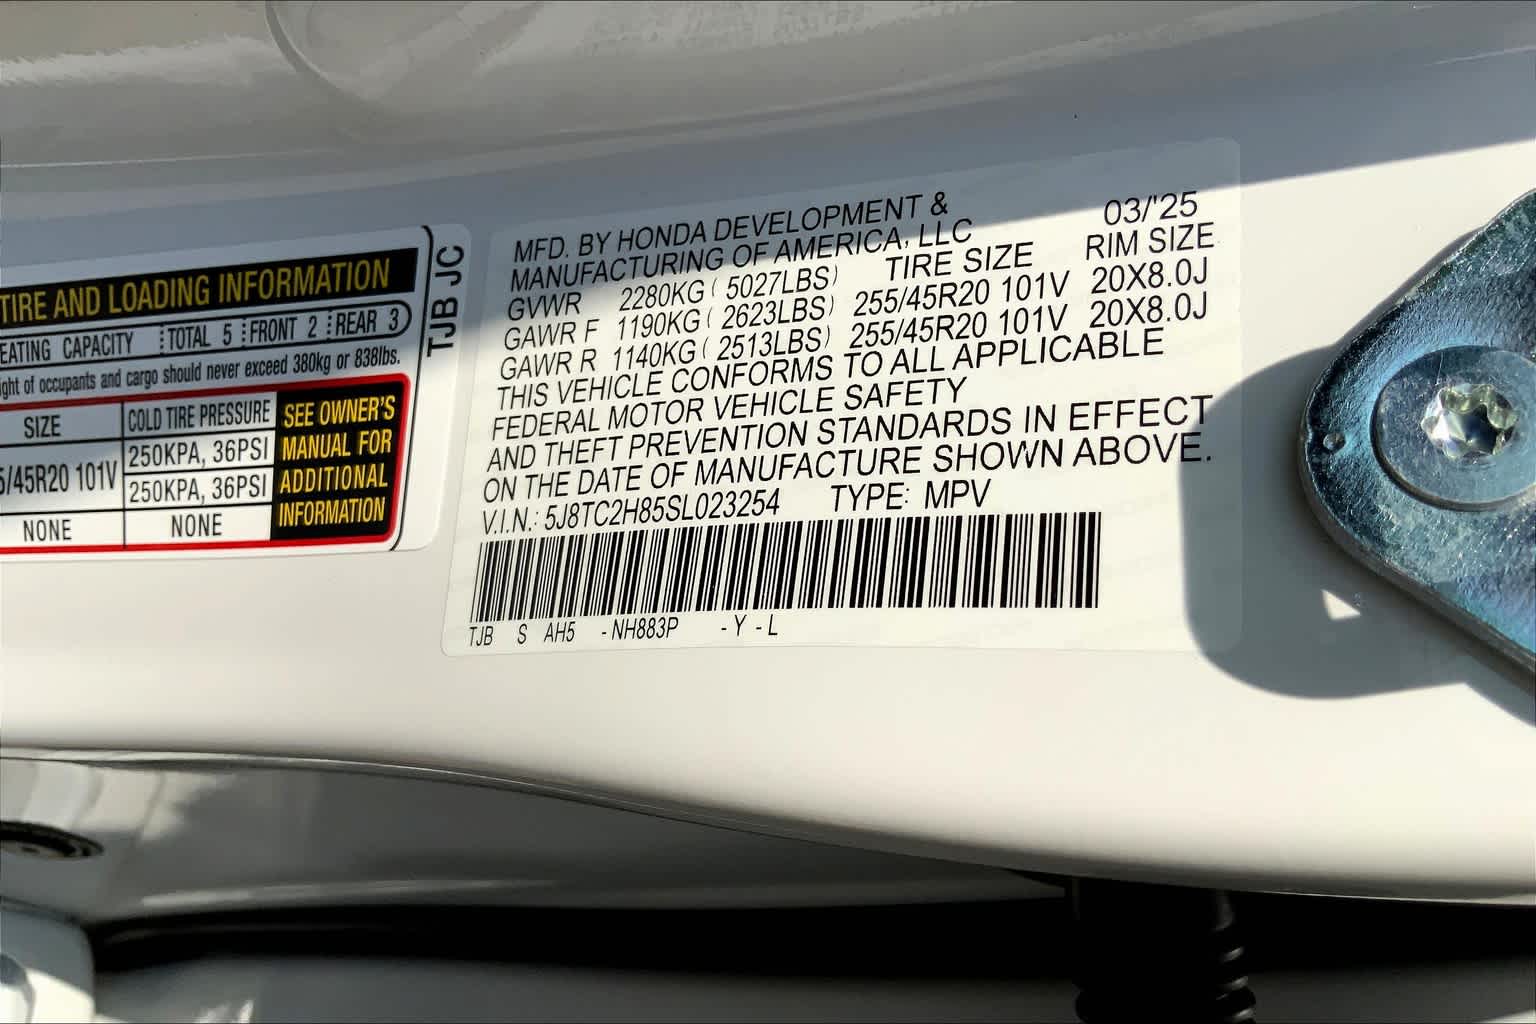 TIRE AND LOADING INFORMATION
EATING CAPACITY TOTAL 5 FRONT 2 REAR 3
ght of occupants and cargo should never exceed 380kg or 838lbs.
SIZE COLD TIRE PRESSURE SEE OWNER'S
250KPA, 36PSI MANUAL FOR
5/45R20 101V 250KPA, 36PSI ADDITIONAL
NONE NONE INFORMATION
TJB JC
MFD. BY HONDA DEVELOPMENT & 03/'25
MANUFACTURING OF AMERICA, LLC
TIRE SIZE RIM SIZE
GVWR 2280KG ( 5027LBS)
GAWR F 1190KG ( 2623LBS) 255/45R20 101V 20X8.0J
GAWR R 1140KG ( 2513LBS) 255/45R20 101V 20X8.0J
THIS VEHICLE CONFORMS TO ALL APPLICABLE
FEDERAL MOTOR VEHICLE SAFETY
AND THEFT PREVENTION STANDARDS IN EFFECT
ON THE DATE OF MANUFACTURE SHOWN ABOVE.
V.I.N.: 5J8TC2H85SL023254 TYPE: MPV
TJB S AH5 - NH883P - Y - L